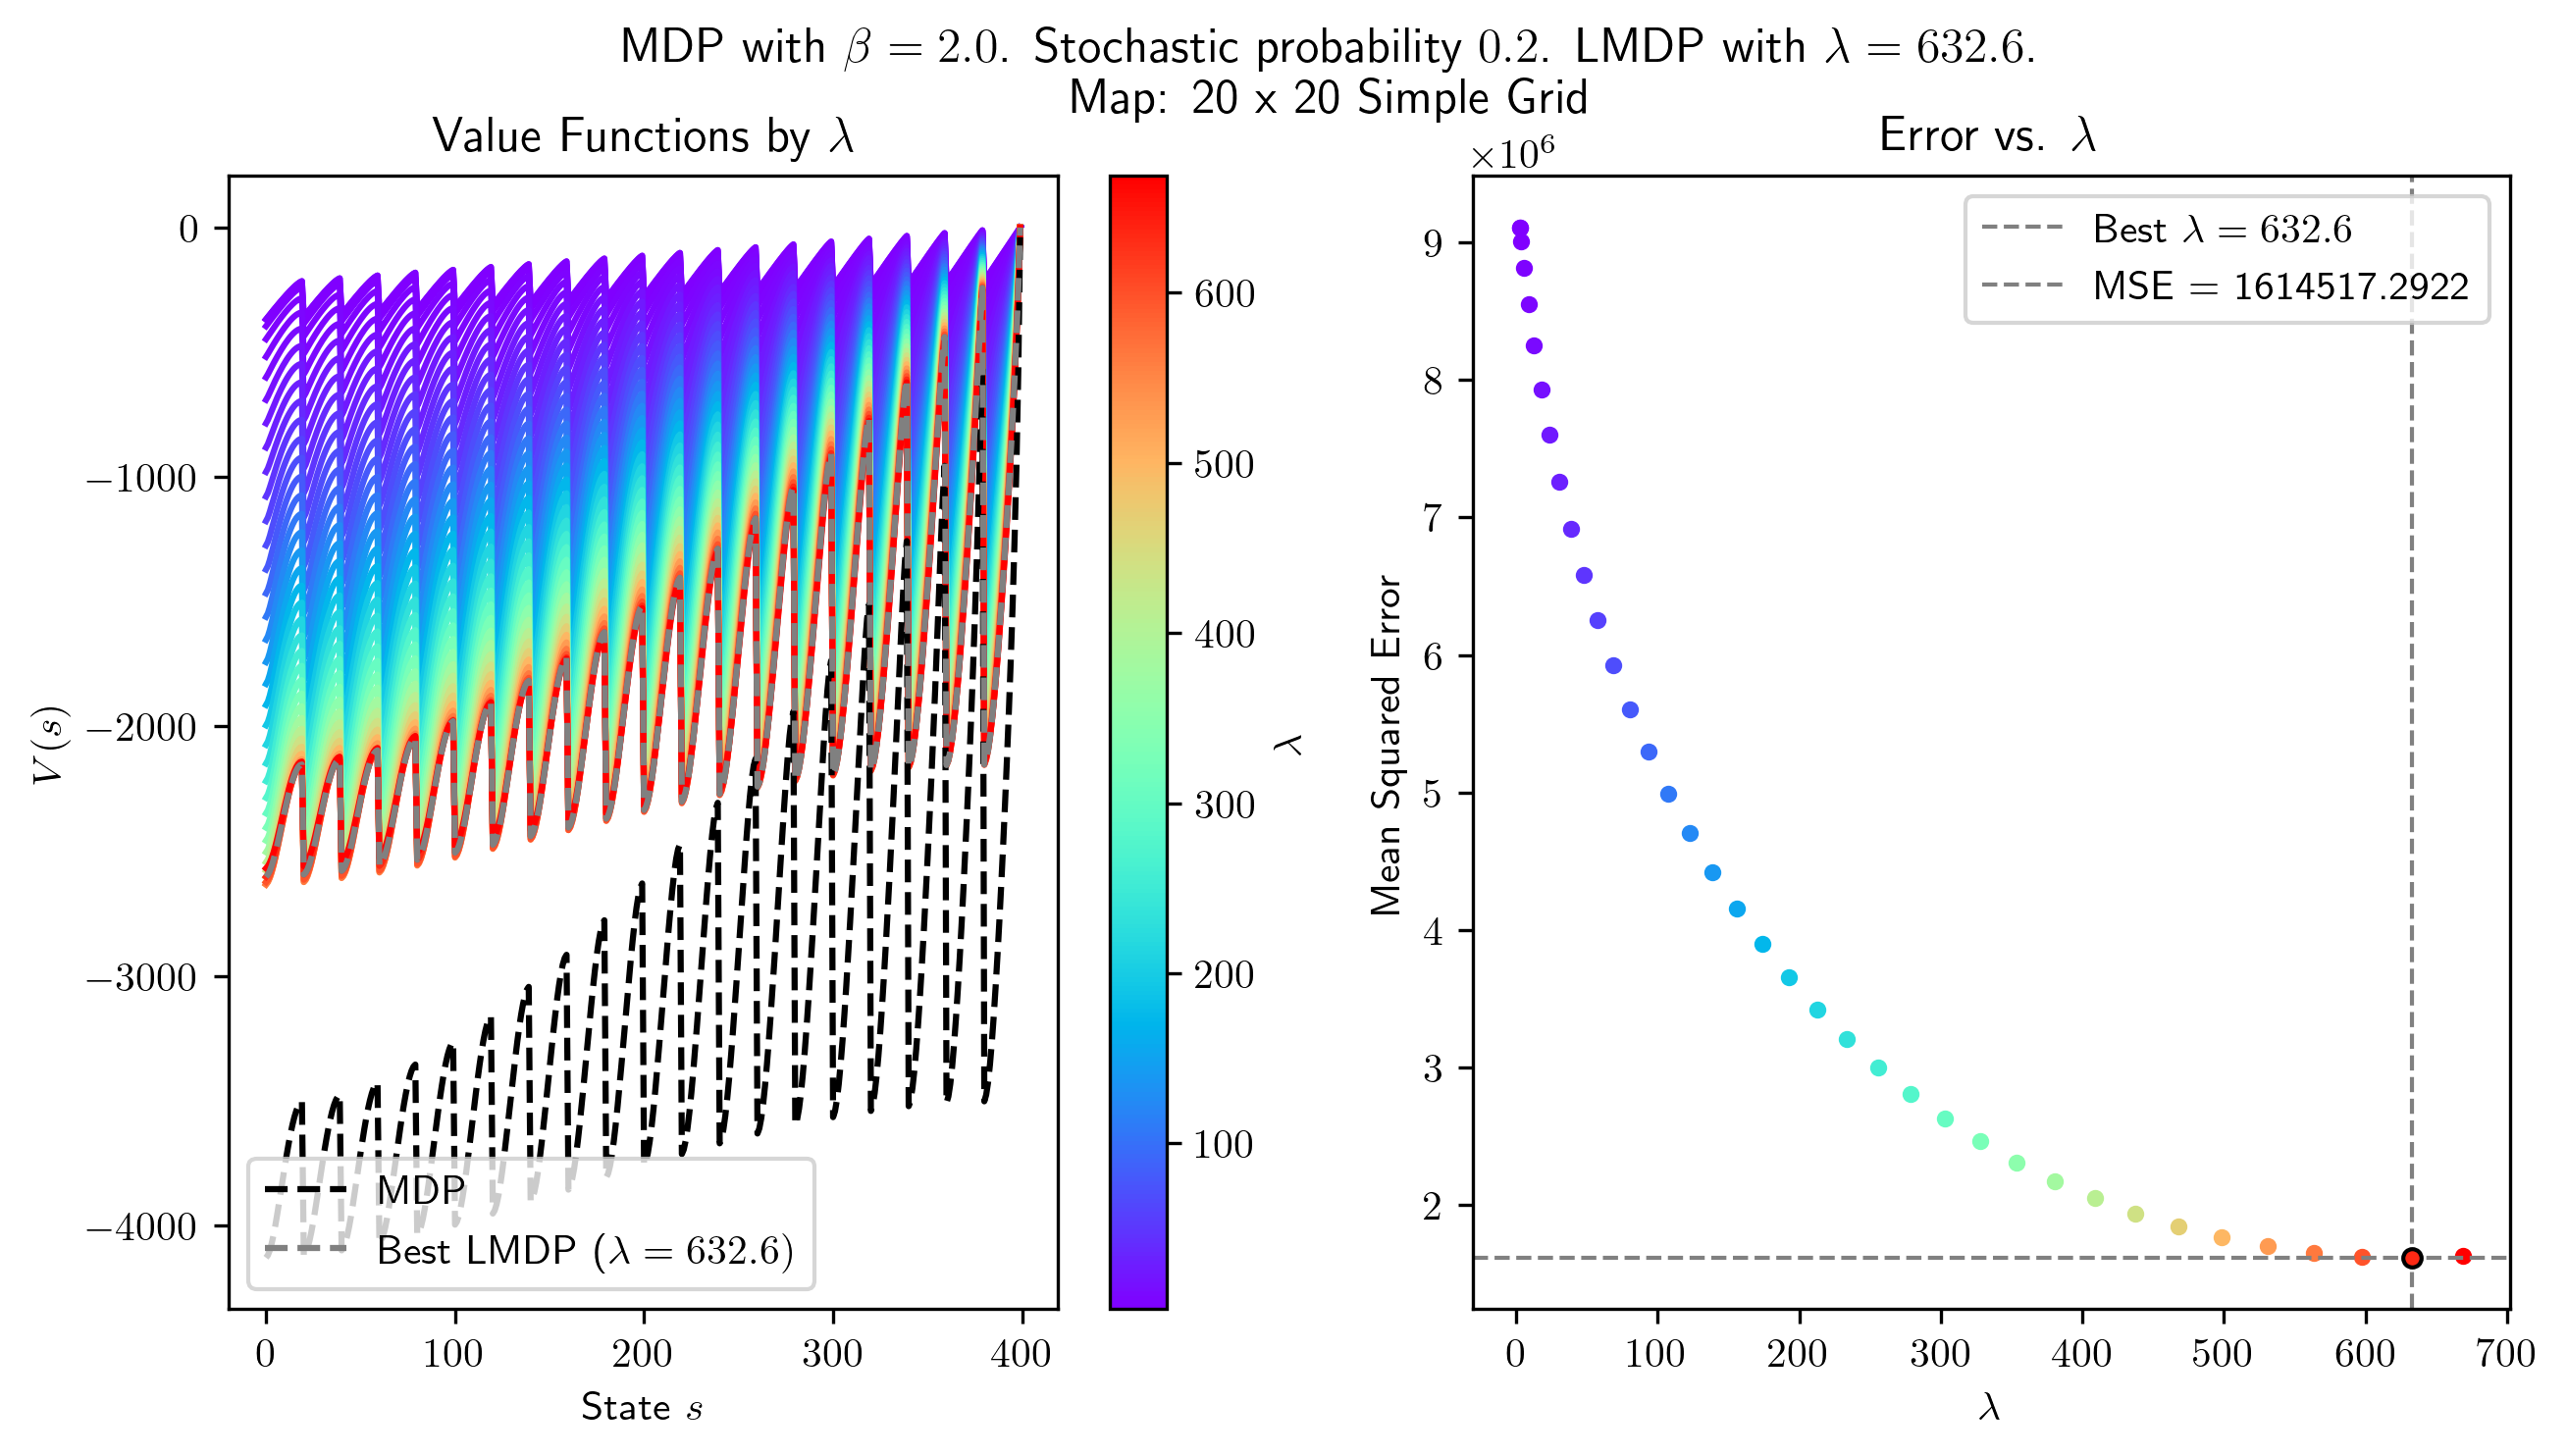 MDP with β = 2.0. Stochastic probability 0.2. LMDP with λ = 632.6.
Map: 20 x 20 Simple Grid
Value Functions by λ
0
−1000
−2000
−3000
−4000
V(s)
0
100
200
300
400
State s
MDP
Best LMDP (λ = 632.6)
600
500
400
300
200
100
λ
Error vs. λ
×10⁶
9
8
7
6
5
4
3
2
Mean Squared Error
0
100
200
300
400
500
600
700
λ
Best λ = 632.6
MSE = 1614517.2922